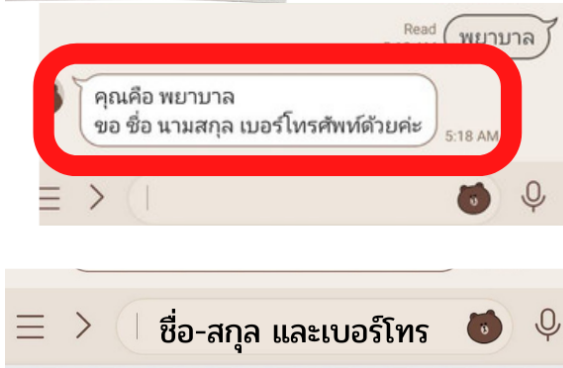 Read
พยาบาล
คุณคือ พยาบาล
ขอ ชื่อ นามสกุล เบอร์โทรศัพท์ด้วยค่ะ
5:18 AM
ชื่อ-สกุล และเบอร์โทร